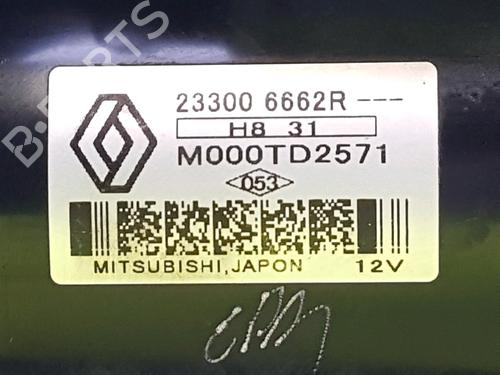 B-PARTS
23300 6662R ---
H8 31
M000TD2571
053
MITSUBISHI, JAPON 12V